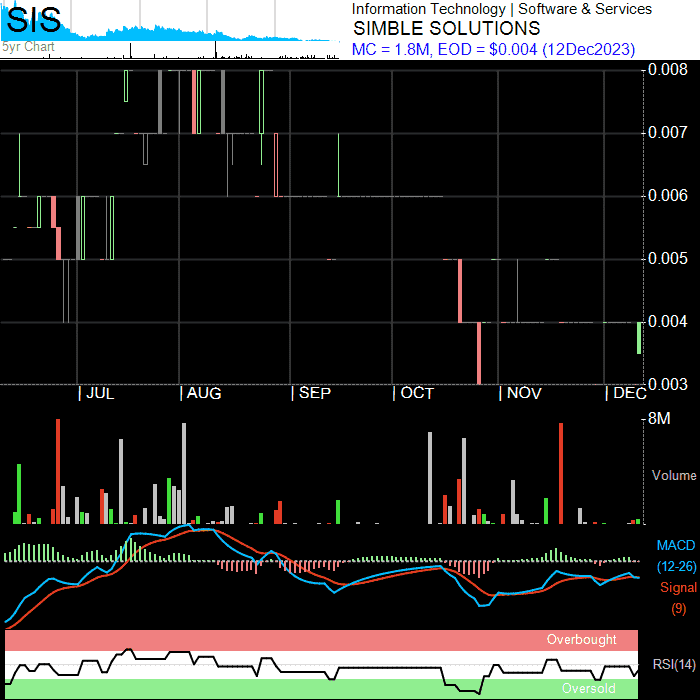 SIS
5yr Chart
Information Technology | Software & Services
SIMBLE SOLUTIONS
MC = 1.8M, EOD = $0.004 (12Dec2023)
0.008
0.007
0.006
0.005
0.004
0.003
| JUL | AUG | SEP | OCT | NOV | DEC
8M
Volume
MACD
(12-26)
Signal
(9)
Overbought
RSI(14)
Oversold